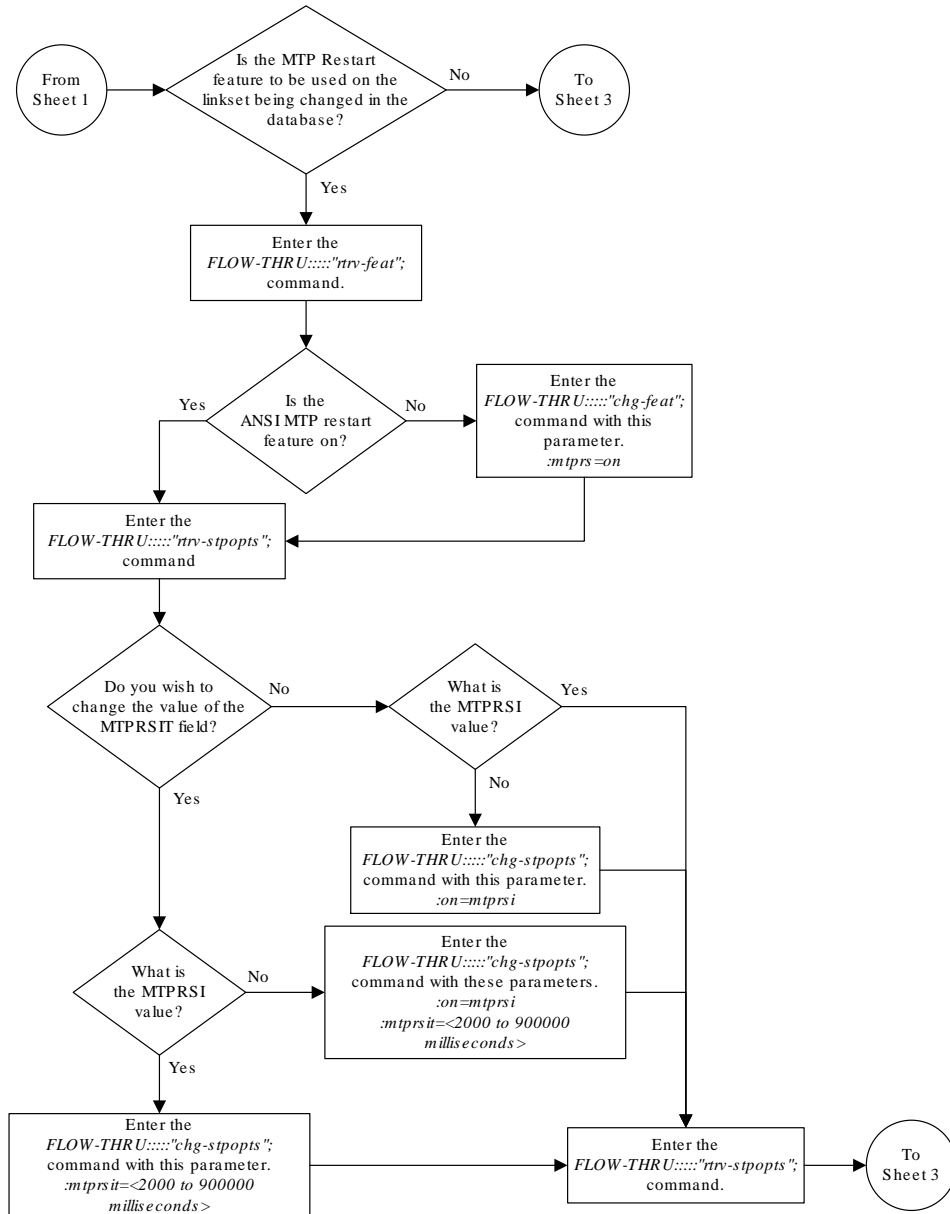 From
Sheet 1
Is the MTP Restart
feature to be used on the
linkset being changed in the
database?
No
To
Sheet 3
Yes
Enter the
FLOW-THRU:::::"rtrv-feat";
command.
Is the
ANSI MTP restart
feature on?
Yes
No
Enter the
FLOW-THRU:::::"chg-feat";
command with this
parameter.
:mtprs=on
Enter the
FLOW-THRU:::::"rtrv-stpopts";
command
Do you wish to
change the value of the
MTPRSIT field?
No
What is
the MTPRSI
value?
Yes
No
Yes
Enter the
FLOW-THRU:::::"chg-stpopts";
command with this parameter.
:on=mtprsi
What is
the MTPRSI
value?
No
Enter the
FLOW-THRU:::::"chg-stpopts";
command with these parameters.
:on=mtprsi
:mtprsit=<2000 to 900000
milliseconds>
Yes
Enter the
FLOW-THRU:::::"chg-stpopts";
command with this parameter.
:mtprsit=<2000 to 900000
milliseconds>
Enter the
FLOW-THRU:::::"rtrv-stpopts";
command.
To
Sheet 3